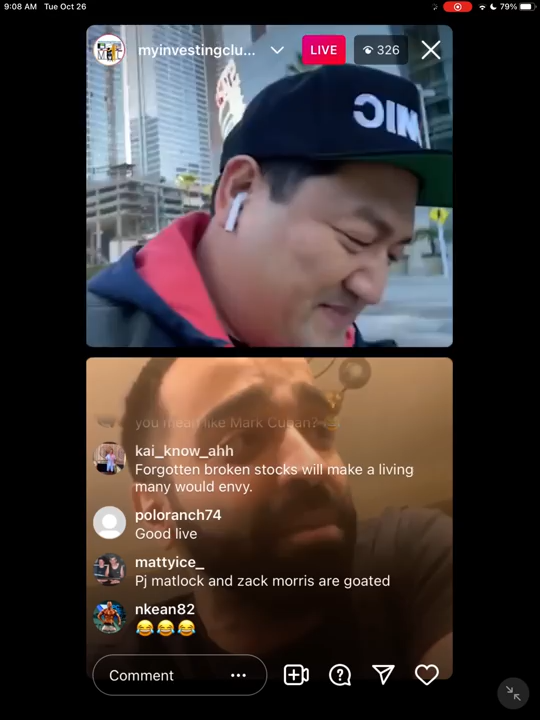 9:08 AM Tue Oct 26
79%
myinvestingclu...
LIVE
326
MIC
you mean like Mark Cuban? 😂
kai_know_ahh
Forgotten broken stocks will make a living
many would envy.
poloranch74
Good live
mattyice_
Pj matlock and zack morris are goated
nkean82
😂😂😂
Comment